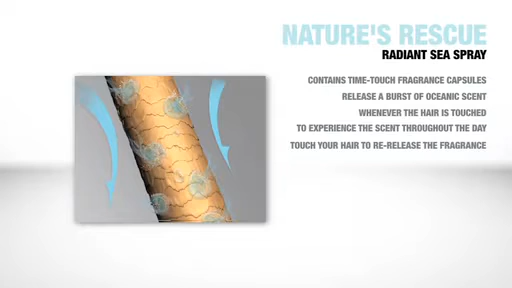 NATURE'S RESCUE
RADIANT SEA SPRAY
CONTAINS TIME-TOUCH FRAGRANCE CAPSULES
RELEASE A BURST OF OCEANIC SCENT
WHENEVER THE HAIR IS TOUCHED
TO EXPERIENCE THE SCENT THROUGHOUT THE DAY
TOUCH YOUR HAIR TO RE-RELEASE THE FRAGRANCE